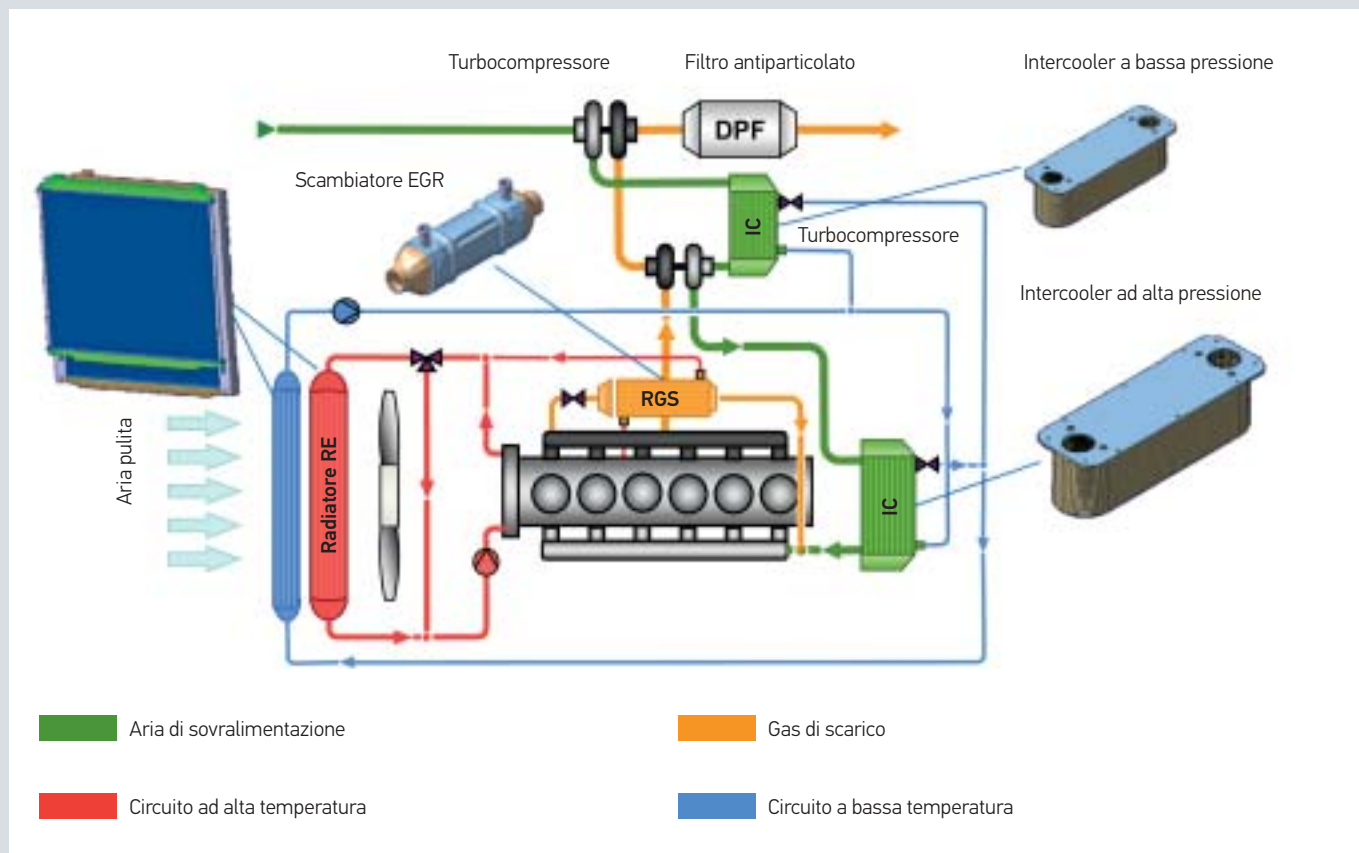 Turbocompressore
Filtro antiparticolato
Intercooler a bassa pressione
DPF
Scambiatore EGR
IC
Turbocompressore
Intercooler ad alta pressione
RGS
Aria pulita
Radiatore RE
IC
Aria di sovralimentazione
Gas di scarico
Circuito ad alta temperatura
Circuito a bassa temperatura